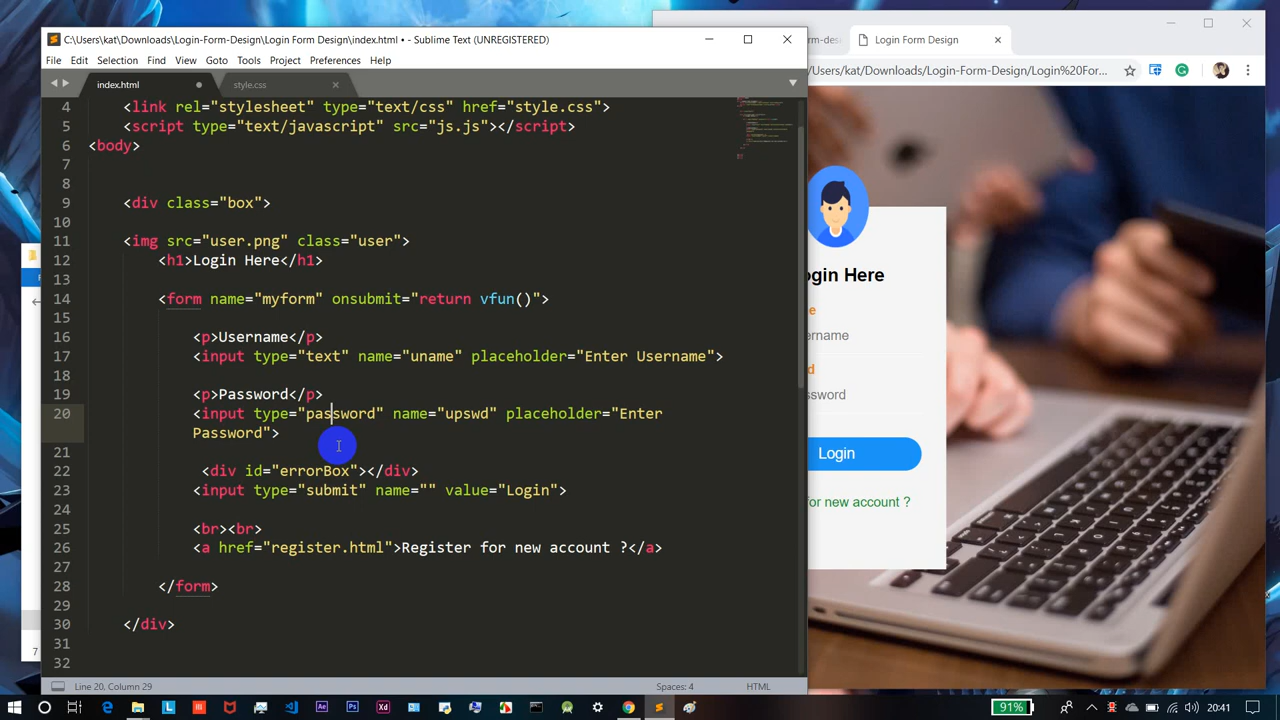 C:\Users\kat\Downloads\Login-Form-Design\Login Form Design\index.html • - Sublime Text (UNREGISTERED)
File Edit Selection Find View Goto Tools Project Preferences Help
index.html
style.css
4 <link rel="stylesheet" type="text/css" href="style.css">
5 <script type="text/javascript" src="js.js"></script>
6 <body>
7
8
9 <div class="box">
10
11 <img src="user.png" class="user">
12 <h1>Login Here</h1>
13
14 <form name="myform" onsubmit="return vfun()">
15
16 <p>Username</p>
17 <input type="text" name="uname" placeholder="Enter Username">
18
19 <p>Password</p>
20 <input type="password" name="upswd" placeholder="Enter
Password">
21
22 <div id="errorBox"></div>
23 <input type="submit" name="" value="Login">
24
25 <br><br>
26 <a href="register.html">Register for new account ?</a>
27
28 </form>
29
30 </div>
31
32
Line 20, Column 29
Spaces: 4
HTML
rm-des
Login Form Design
/Users/kat/Downloads/Login-Form-Design/Login%20For...
ogin Here
e
ername
d
ssword
Login
for new account ?
7
91%
20:41